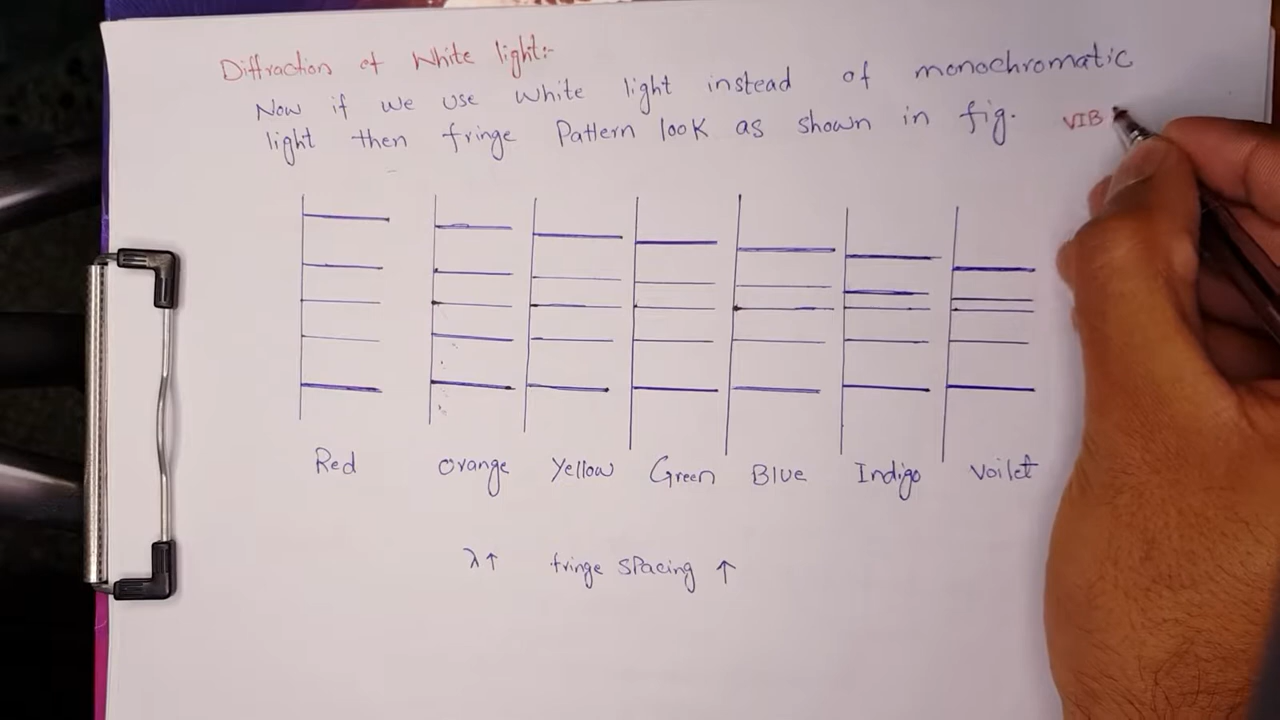 Diffraction of White light:-
Now if we use white light instead of monochromatic
light then fringe Pattern look as shown in fig. VIB
Red Orange Yellow Green Blue Indigo Voilet
λ↑ fringe spacing ↑